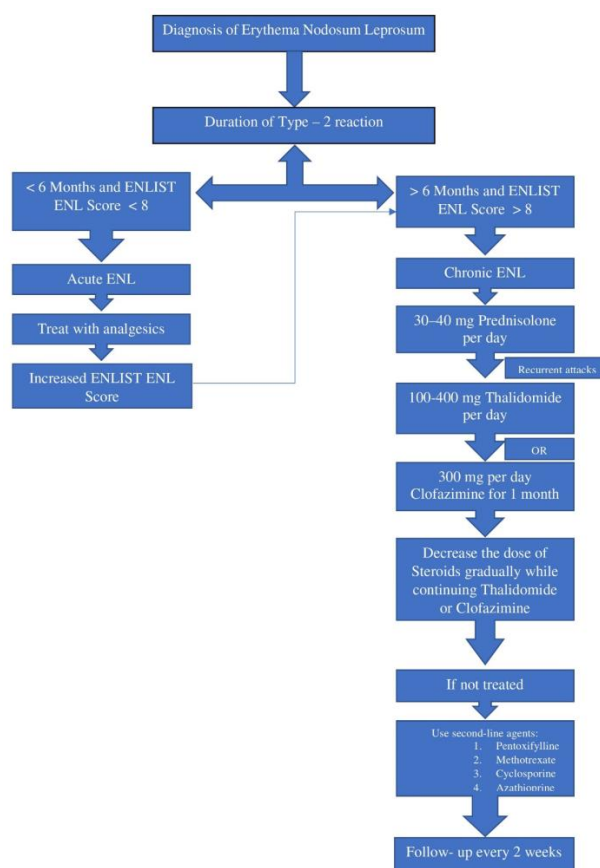 Diagnosis of Erythema Nodosum Leprosum
Duration of Type – 2 reaction
< 6 Months and ENLIST
ENL Score < 8
Acute ENL
Treat with analgesics
Increased ENLIST ENL
Score
> 6 Months and ENLIST
ENL Score > 8
Chronic ENL
30–40 mg Prednisolone
per day
Recurrent attacks
100-400 mg Thalidomide
per day
OR
300 mg per day
Clofazimine for 1 month
Decrease the dose of
Steroids gradually while
continuing Thalidomide
or Clofazimine
If not treated
Use second-line agents:
1. Pentoxifylline
2. Methotrexate
3. Cyclosporine
4. Azathioprine
Follow- up every 2 weeks